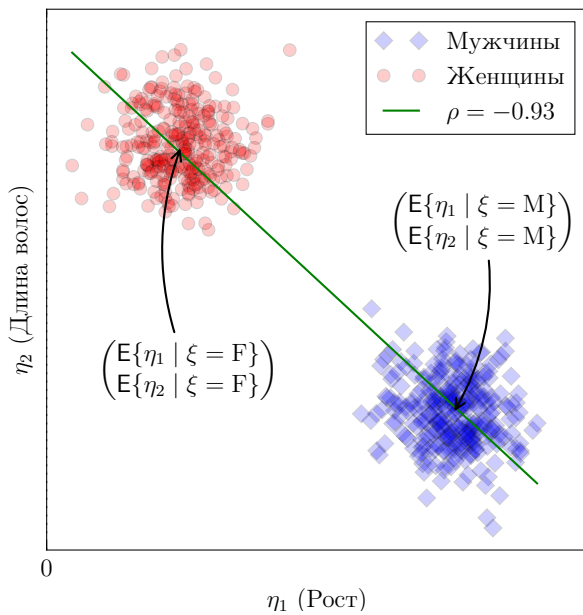 Мужчины
Женщины
ρ = −0.93
E{η₁ | ξ = M}
E{η₂ | ξ = M}
E{η₁ | ξ = F}
E{η₂ | ξ = F}
η₂ (Длина волос)
0
η₁ (Рост)